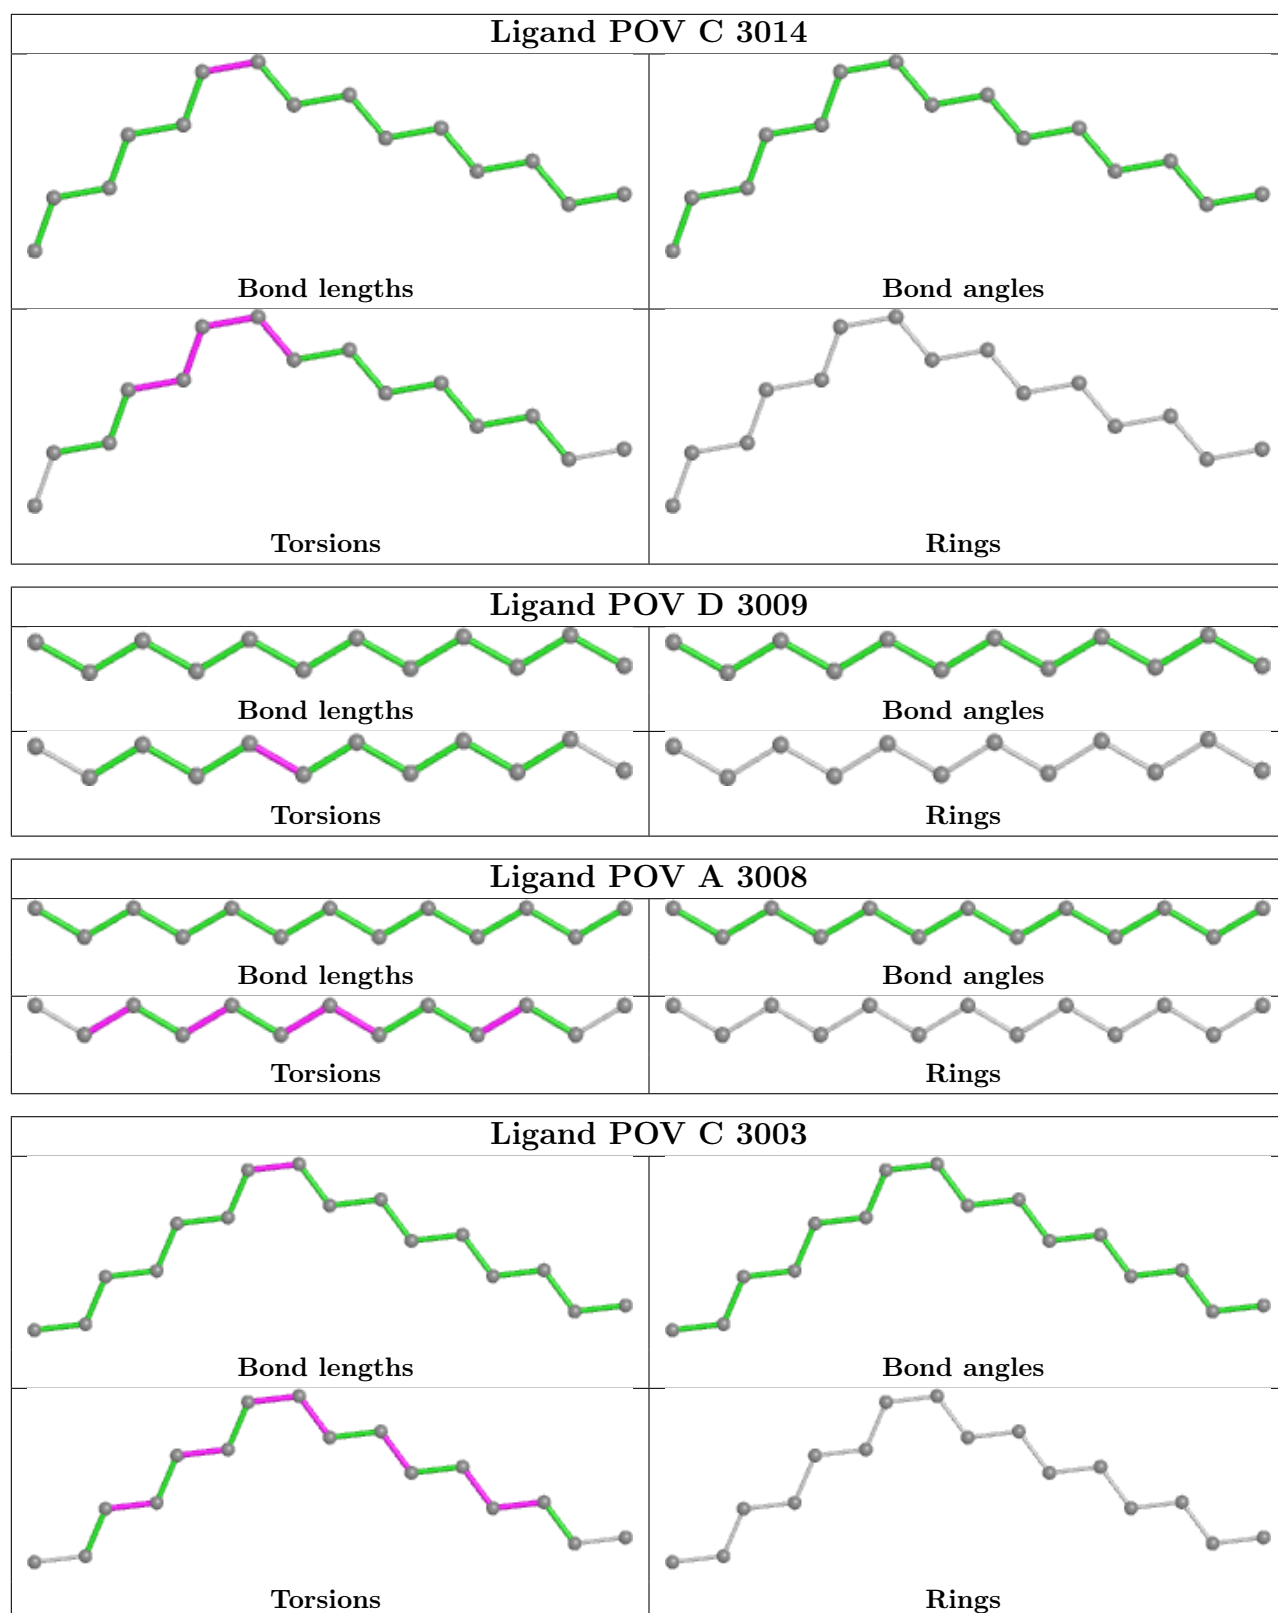 Ligand POV C 3014
Bond lengths
Bond angles
Torsions
Rings
Ligand POV D 3009
Bond lengths
Bond angles
Torsions
Rings
Ligand POV A 3008
Bond lengths
Bond angles
Torsions
Rings
Ligand POV C 3003
Bond lengths
Bond angles
Torsions
Rings